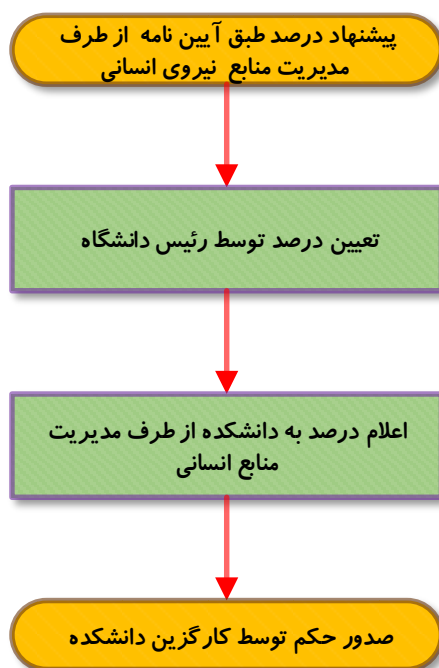 پیشنهاد درصد طبق آیین نامه از طرف
مدیریت منابع نیروی انسانی
تعیین درصد توسط رئیس دانشگاه
اعلام درصد به دانشکده از طرف مدیریت
منابع انسانی
صدور حکم توسط کارگزین دانشکده